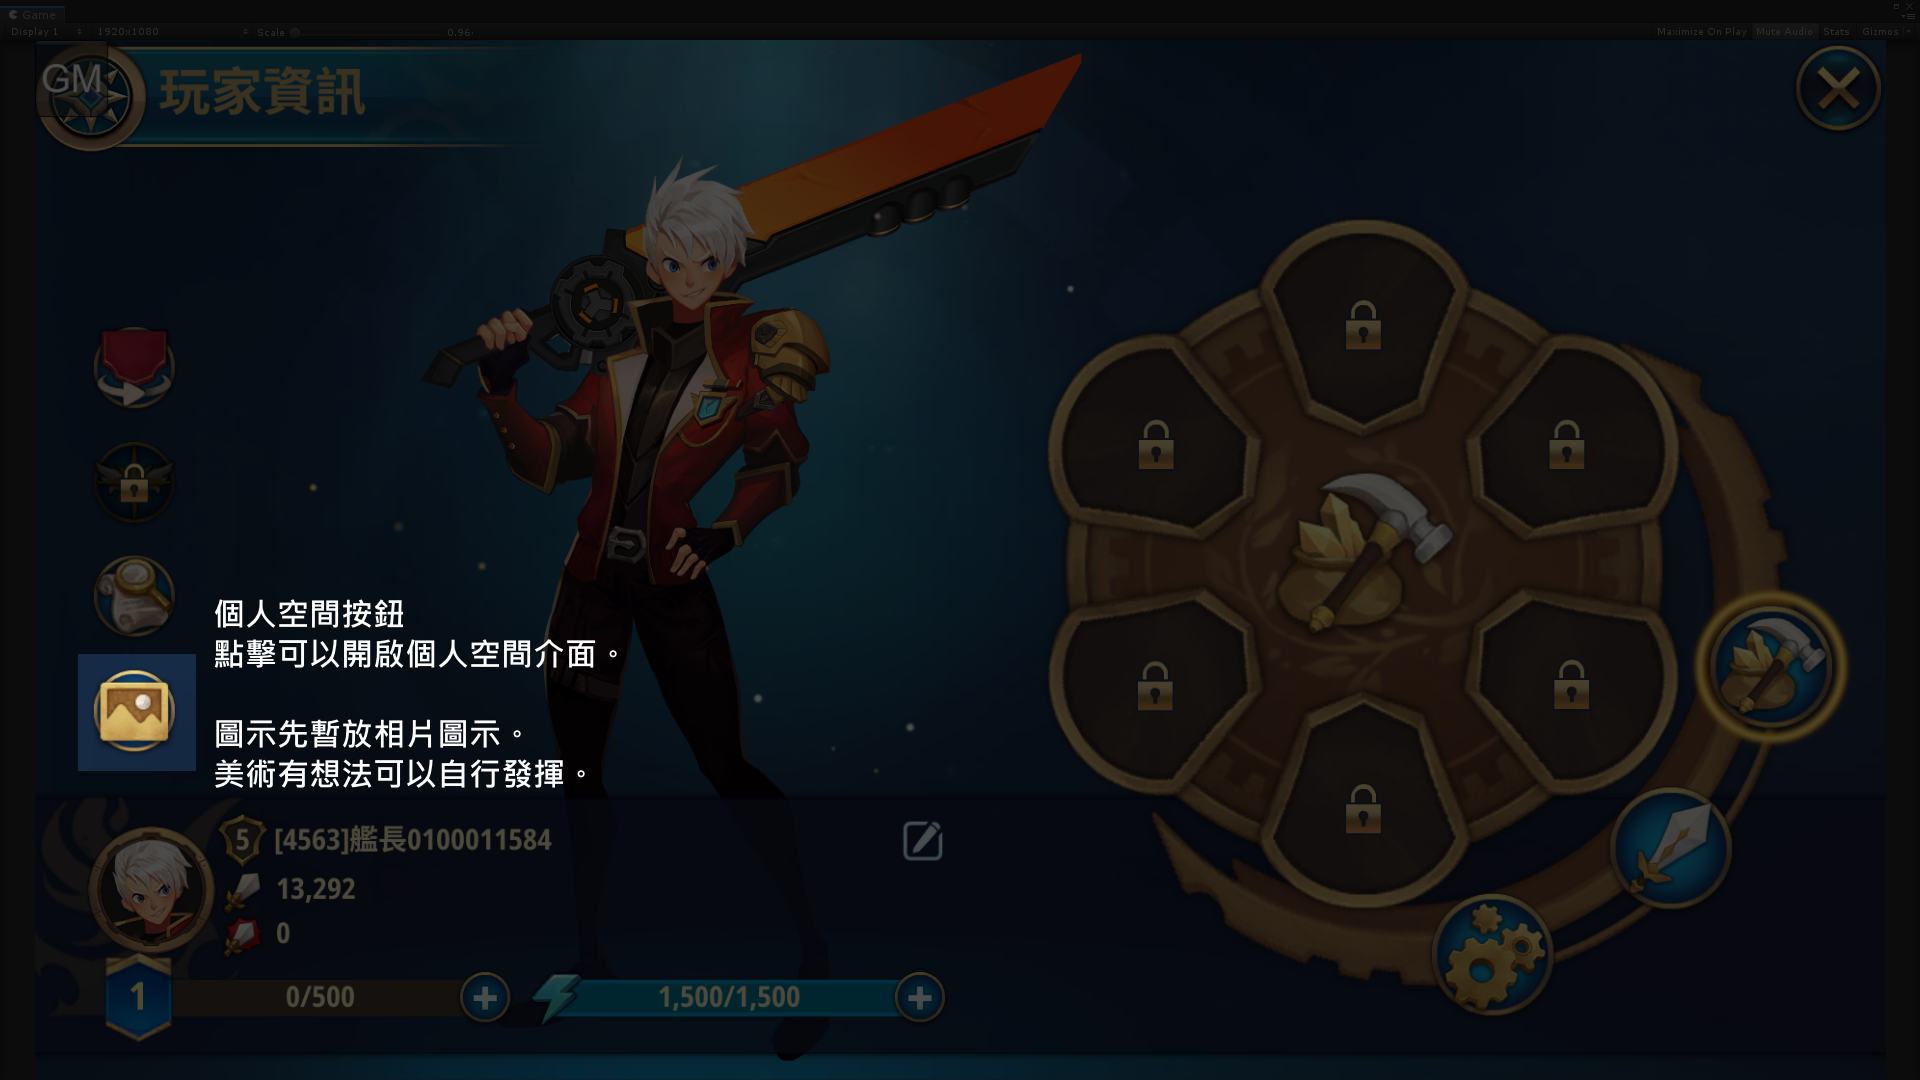 Game
Display 1
1920x1080
Scale
0.96
Maximize On Play
Mute Audio
Stats
Gizmos
GM
玩家資訊
個人空間按鈕
點擊可以開啟個人空間介面。
圖示先暫放相片圖示。
美術有想法可以自行發揮。
5
[4563]艦長0100011584
13,292
0
1
0/500
1,500/1,500